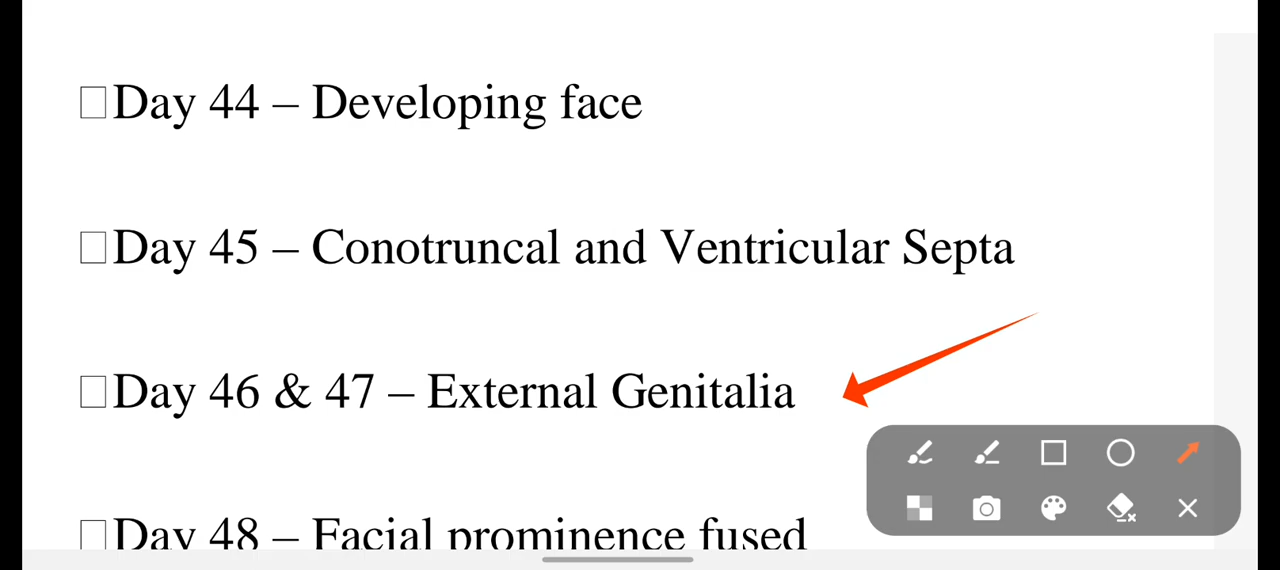 □Day 44 – Developing face
□Day 45 – Conotruncal and Ventricular Septa
□Day 46 & 47 – External Genitalia
□Day 48 – Facial prominence fused